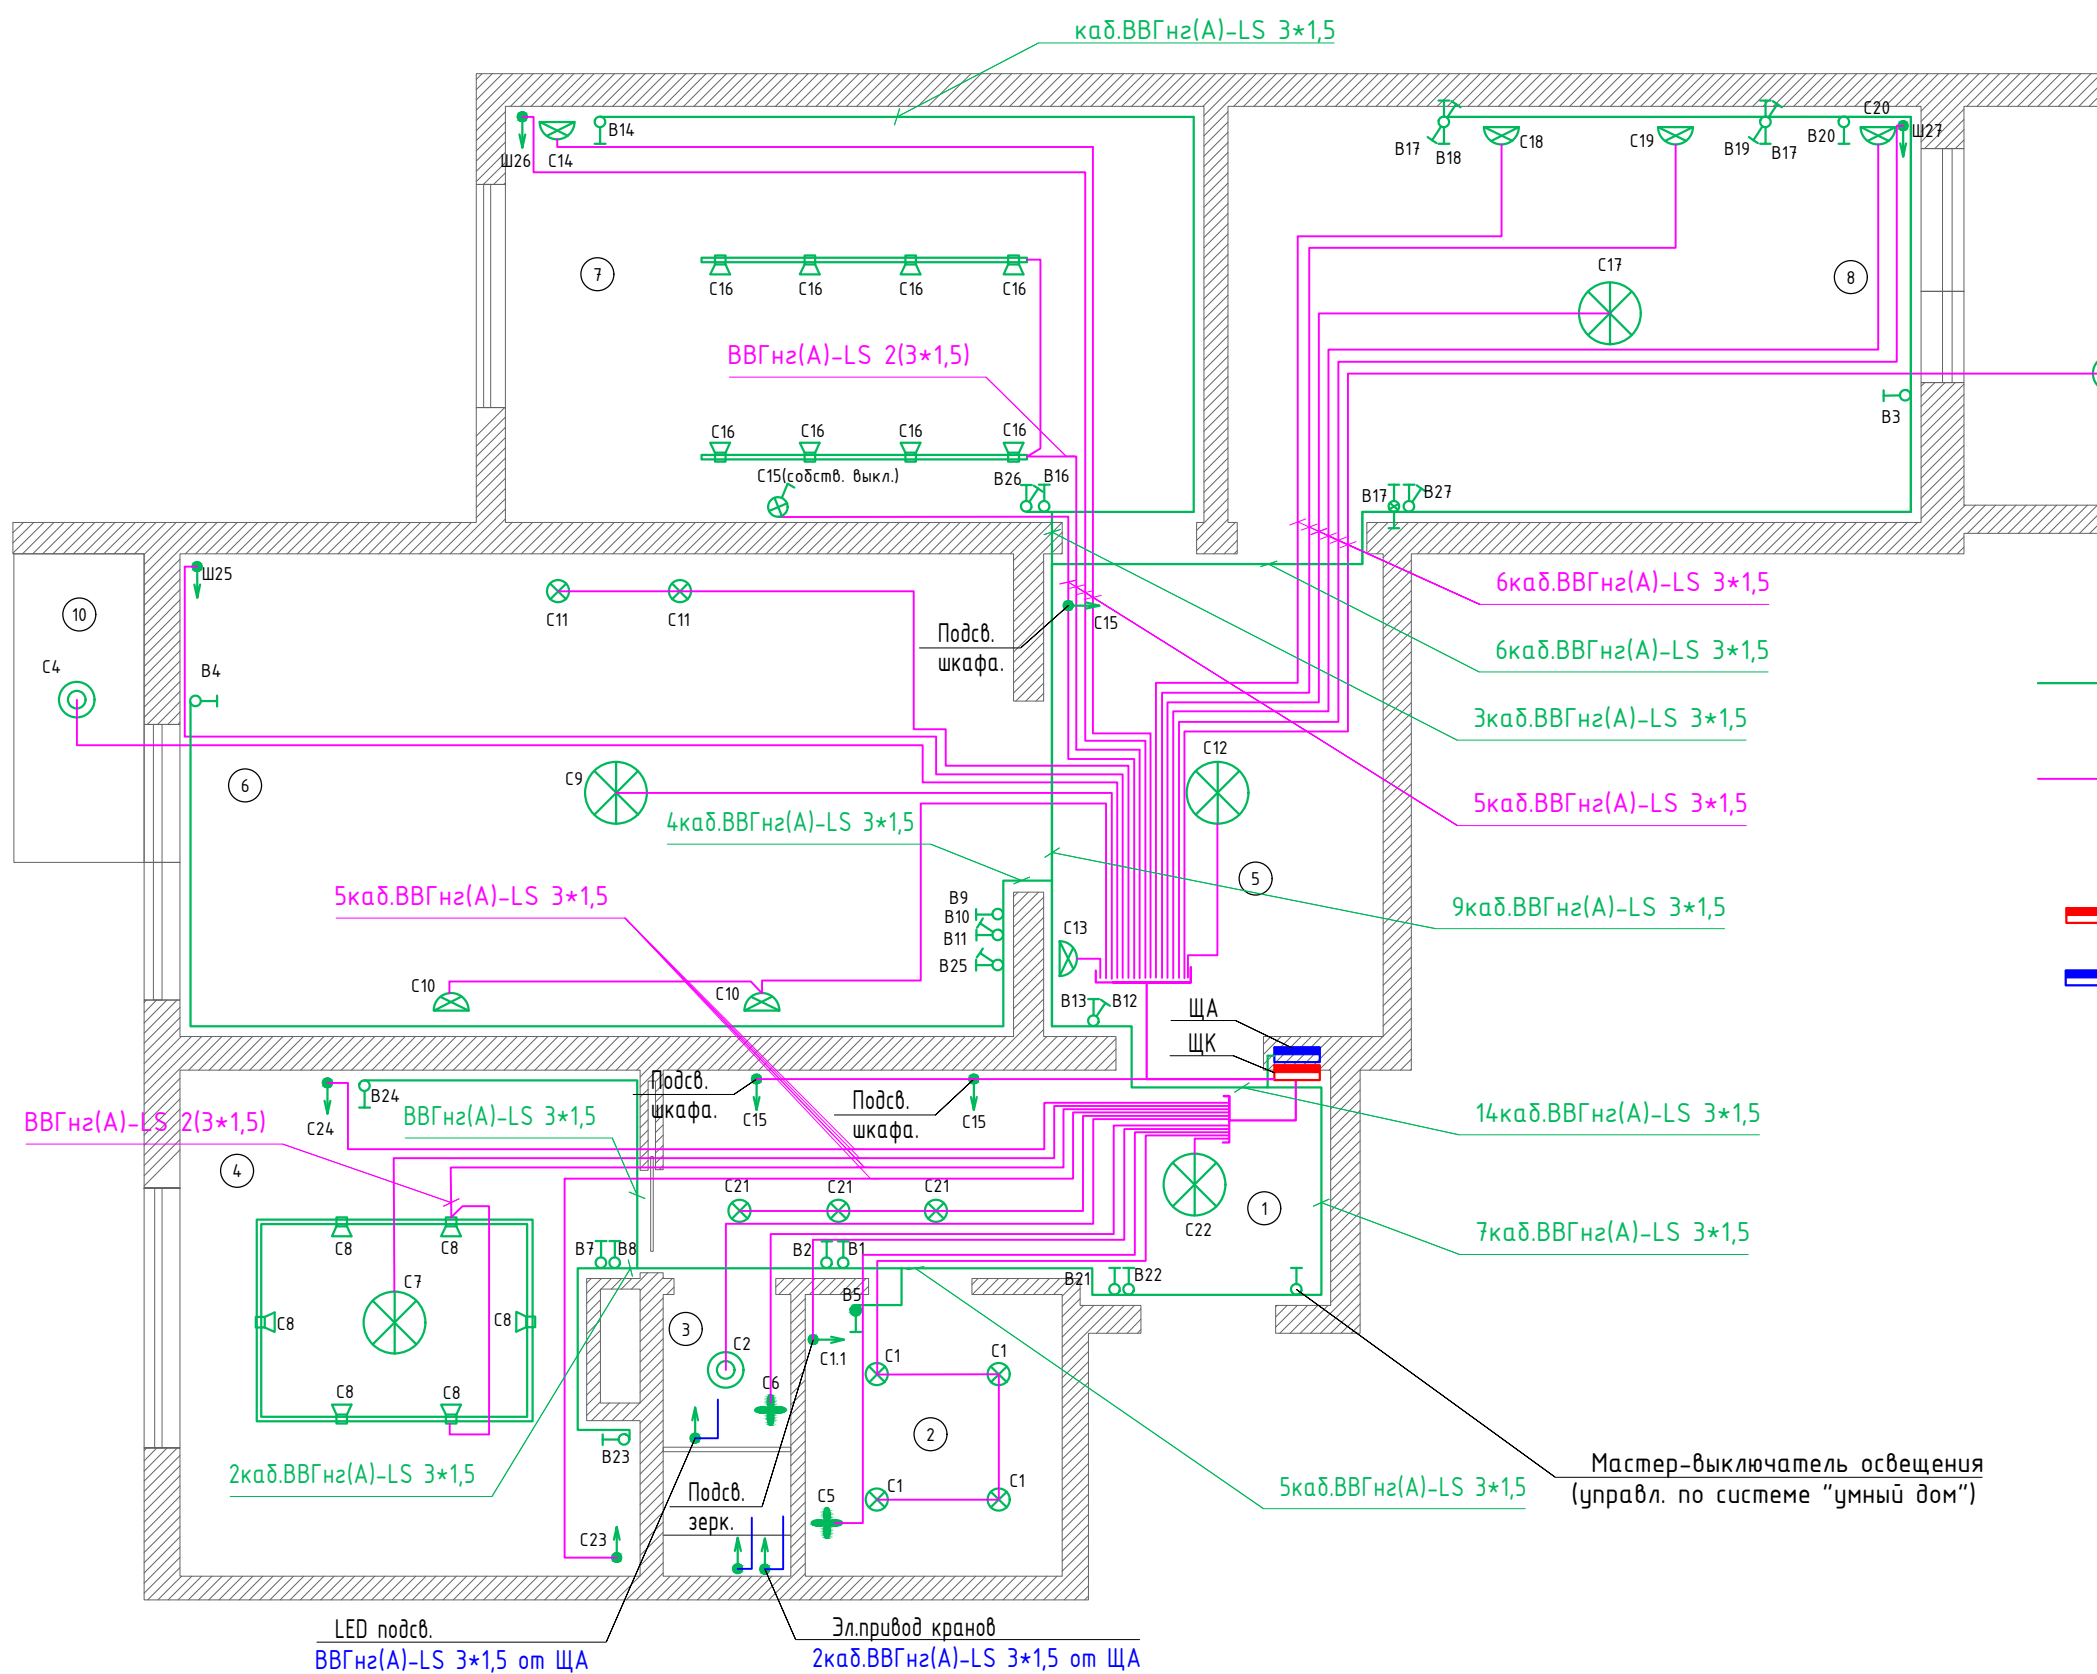 каб.ВВГнг(А)-LS 3*1,5
Ш26
С14
В14
В17
В18
С18
С19
В19
В17
В20
С20
Ш27
7
С16
С16
С16
С16
С17
8
ВВГнг(А)-LS 2(3*1,5)
С16
С16
С16
С16
В3
С15(собств. выкл.)
В26
В16
В17
В27
Ш25
10
С11
С11
Подсв.
шкафа.
С15
6каб.ВВГнг(А)-LS 3*1,5
6каб.ВВГнг(А)-LS 3*1,5
С4
В4
3каб.ВВГнг(А)-LS 3*1,5
6
С9
С12
5каб.ВВГнг(А)-LS 3*1,5
4каб.ВВГнг(А)-LS 3*1,5
5
5каб.ВВГнг(А)-LS 3*1,5
В9
В10
В11
В25
С13
9каб.ВВГнг(А)-LS 3*1,5
С10
С10
В13
В12
ЩА
ЩК
С24
В24
Подсв.
шкафа.
С15
Подсв.
шкафа.
С15
ВВГнг(А)-LS 2(3*1,5)
ВВГнг(А)-LS 3*1,5
14каб.ВВГнг(А)-LS 3*1,5
4
С21
С21
С21
С22
1
7каб.ВВГнг(А)-LS 3*1,5
С8
С8
В7
В8
В2
В1
В21
В22
С7
С8
С8
3
С2
В5
С1.1
С1
С1
С8
С8
С6
2
В23
2каб.ВВГнг(А)-LS 3*1,5
Подсв.
зерк.
С5
С1
С1
5каб.ВВГнг(А)-LS 3*1,5
Мастер-выключатель освещения
(управл. по системе "умный дом")
С23
LED подсв.
ВВГнг(А)-LS 3*1,5 от ЩА
Эл.привод кранов
2каб.ВВГнг(А)-LS 3*1,5 от ЩА